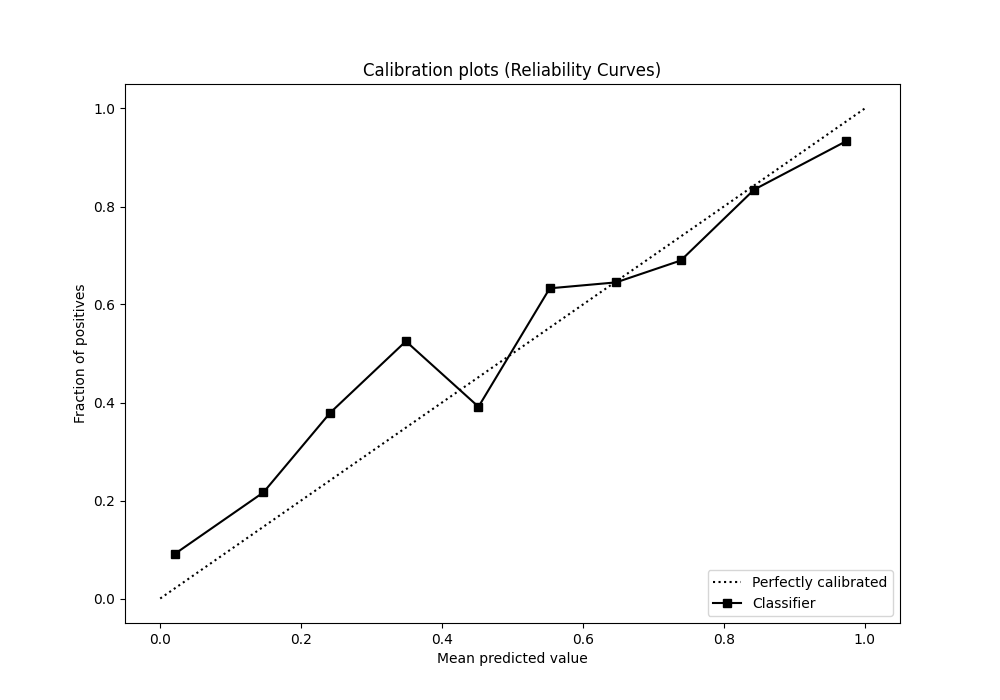 Calibration plots (Reliability Curves)
1.0
0.8
0.6
0.4
0.2
0.0
Fraction of positives
0.0 0.2 0.4 0.6 0.8 1.0
Mean predicted value
Perfectly calibrated
Classifier